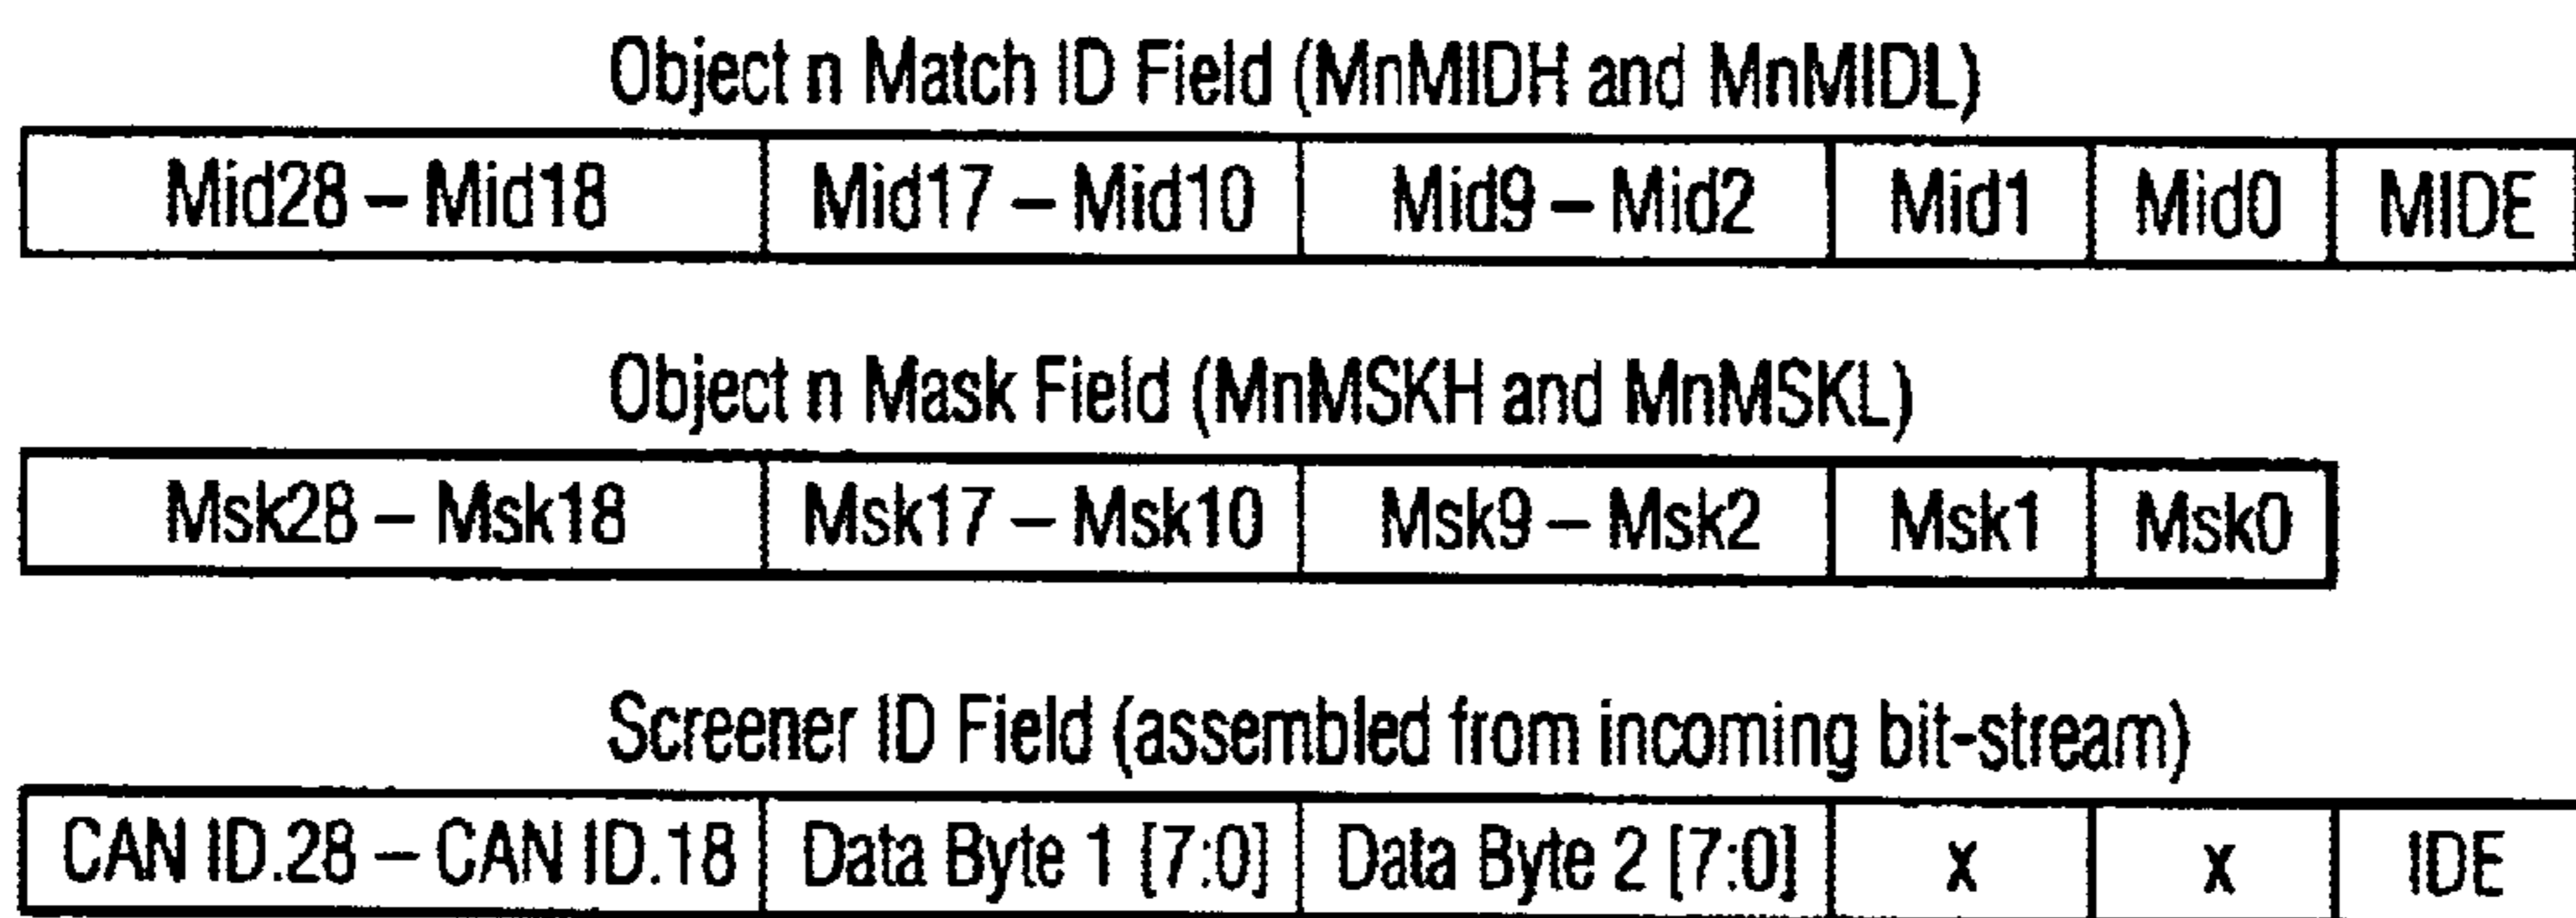 Object n Match ID Field (MnMIDH and MnMIDL)
Mid28 – Mid18 Mid17 – Mid10 Mid9 – Mid2 Mid1 Mid0 MIDE
Object n Mask Field (MnMSKH and MnMSKL)
Msk28 – Msk18 Msk17 – Msk10 Msk9 – Msk2 Msk1 Msk0
Screener ID Field (assembled from incoming bit-stream)
CAN ID.28 – CAN ID.18 Data Byte 1 [7:0] Data Byte 2 [7:0] x x IDE